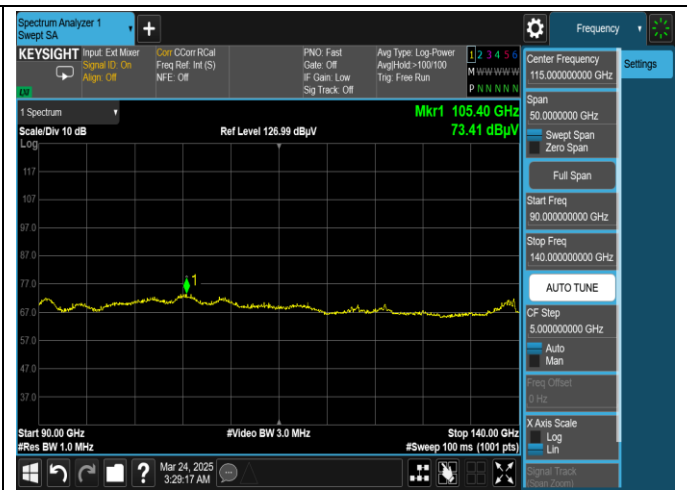 Spectrum Analyzer 1
Swept SA
+
Frequency
KEYSIGHT
Input: Ext Mixer
Signal ID: On
Align: Off
Corr CCorr RCal
Freq Ref: Int (S)
NFE: Off
PNO: Fast
Gate: Off
IF Gain: Low
Sig Track: Off
Avg Type: Log-Power
Avg|Hold:>100/100
Trig: Free Run
1 2 3 4 5 6
M W W W W W
P N N N N N
LXI
1 Spectrum
Mkr1 105.40 GHz
Scale/Div 10 dB
Ref Level 126.99 dBµV
73.41 dBµV
Log
117
107
97.0
87.0
77.0
67.0
57.0
47.0
37.0
1
Start 90.00 GHz
#Video BW 3.0 MHz
Stop 140.00 GHz
#Res BW 1.0 MHz
#Sweep 100 ms (1001 pts)
?
Mar 24, 2025
3:29:17 AM
Center Frequency
115.000000000 GHz
Settings
Span
50.0000000 GHz
Swept Span
Zero Span
Full Span
Start Freq
90.000000000 GHz
Stop Freq
140.000000000 GHz
AUTO TUNE
CF Step
5.000000000 GHz
Auto
Man
Freq Offset
0 Hz
X Axis Scale
Log
Lin
Signal Track
(Span Zoom)